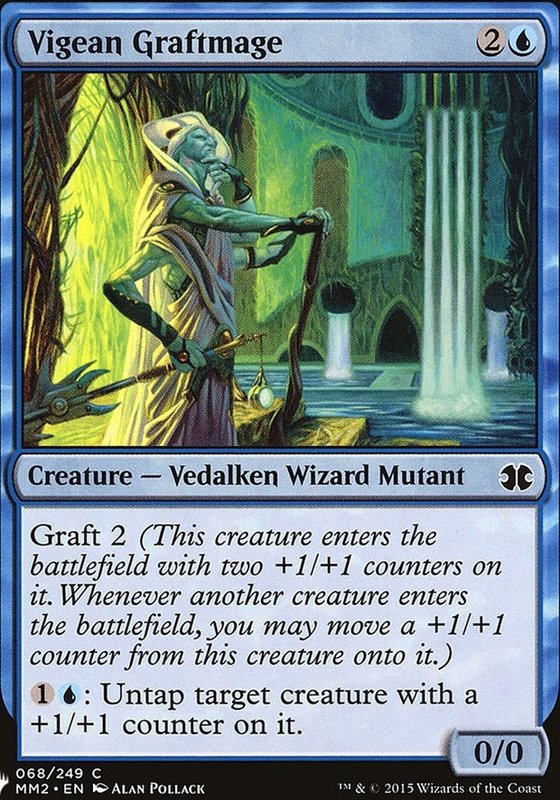 Vigean Graftmage 2
Creature — Vedalken Wizard Mutant
Graft 2 (This creature enters the
battlefield with two +1/+1 counters on
it. Whenever another creature enters
the battlefield, you may move a +1/+1
counter from this creature onto it.)
1 : Untap target creature with a
+1/+1 counter on it.
0/0
068/249 C
MM2 • EN Alan Pollack
™ & © 2015 Wizards of the Coast